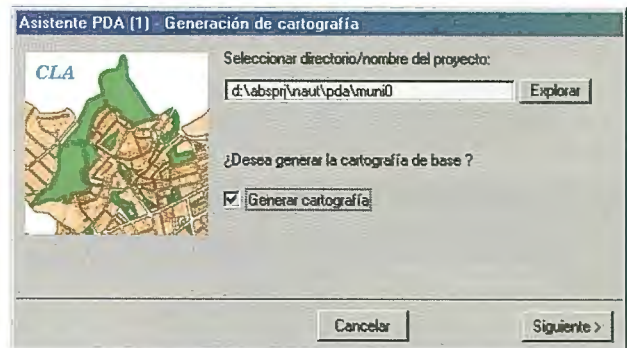 Asistente PDA (1) - Generación de cartografía
CLA
Seleccionar directorio/nombre del proyecto:
d:\absprj\naut\pda\muni0
Explorar
¿Desea generar la cartografía de base ?
Generar cartografía
Cancelar
Siguiente >